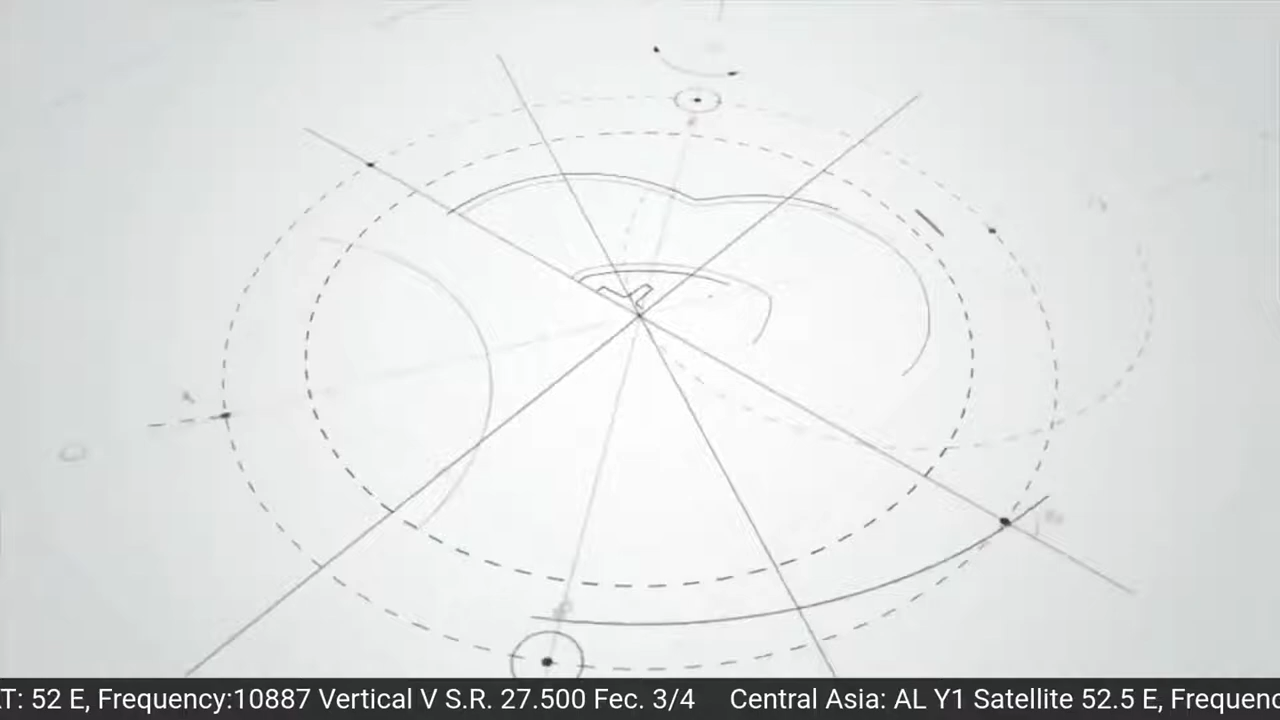 T: 52 E, Frequency:10887 Vertical V S.R. 27.500 Fec. 3/4 Central Asia: AL Y1 Satellite 52.5 E, Frequenc